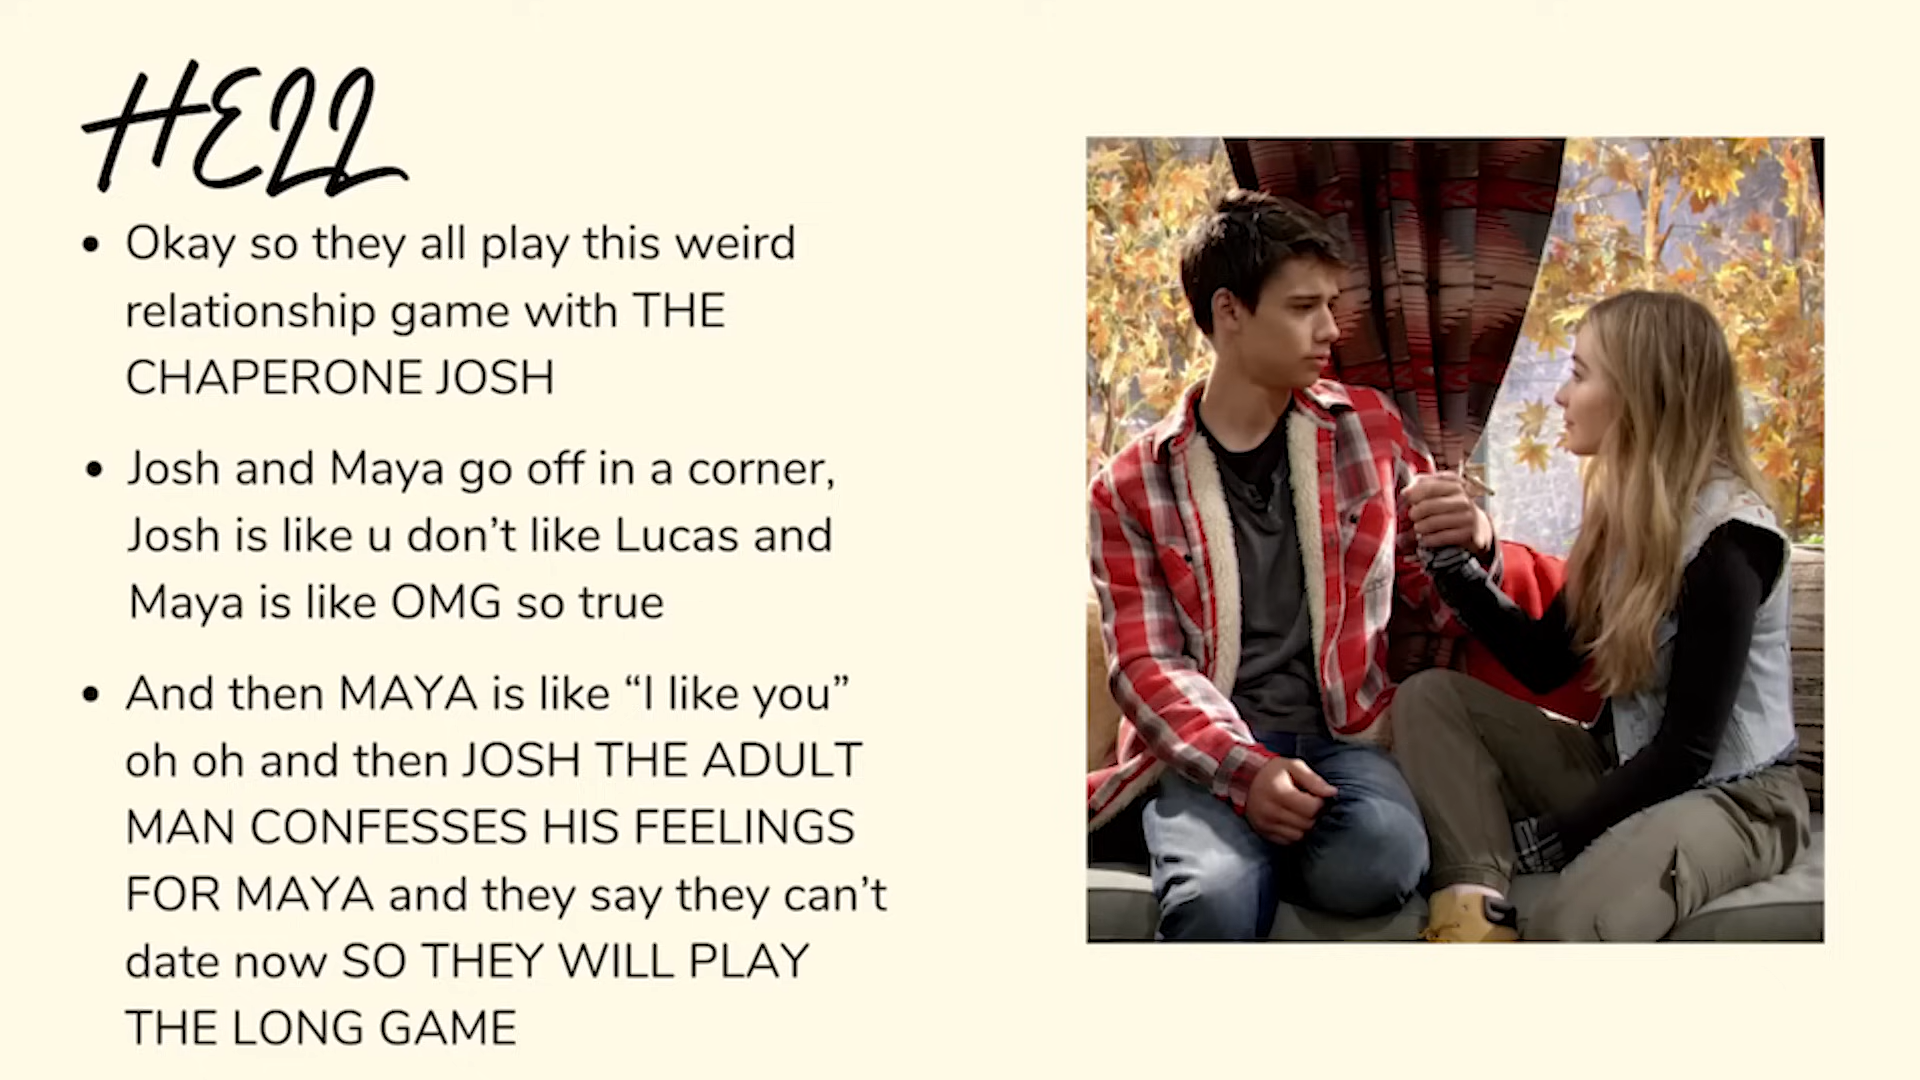 HELL
• Okay so they all play this weird
relationship game with THE
CHAPERONE JOSH
• Josh and Maya go off in a corner,
Josh is like u don’t like Lucas and
Maya is like OMG so true
• And then MAYA is like “I like you”
oh oh and then JOSH THE ADULT
MAN CONFESSES HIS FEELINGS
FOR MAYA and they say they can’t
date now SO THEY WILL PLAY
THE LONG GAME